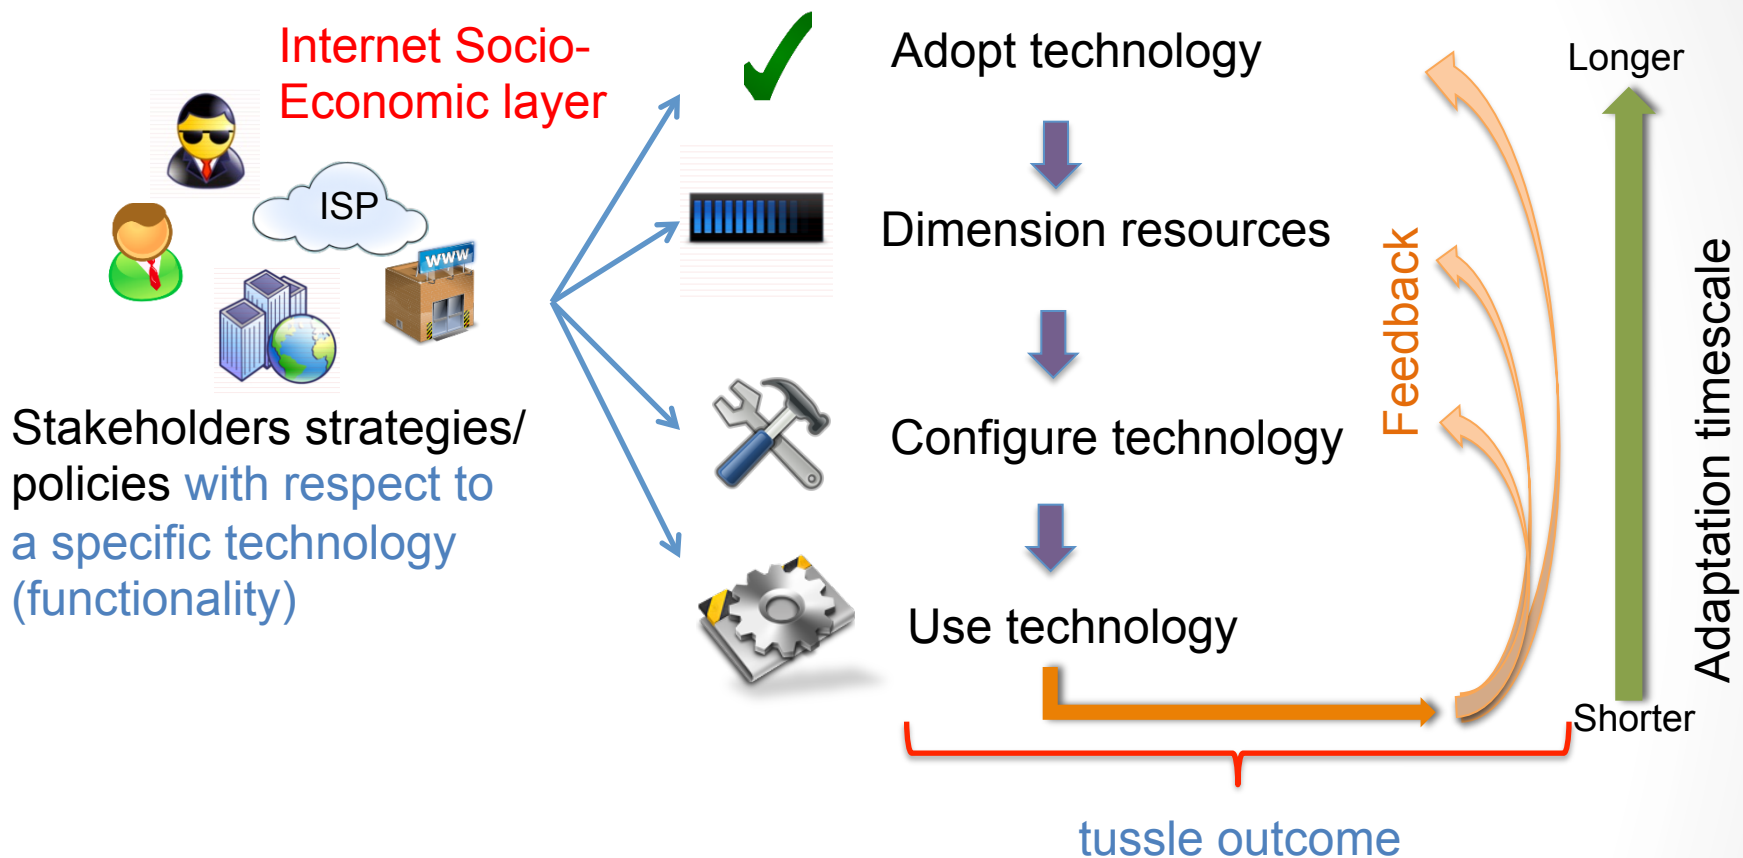 Internet Socio-
Economic layer
ISP
WWW
Stakeholders strategies/
policies with respect to
a specific technology
(functionality)
Adopt technology
Dimension resources
Configure technology
Use technology
Feedback
Longer
Adaptation timescale
Shorter
tussle outcome